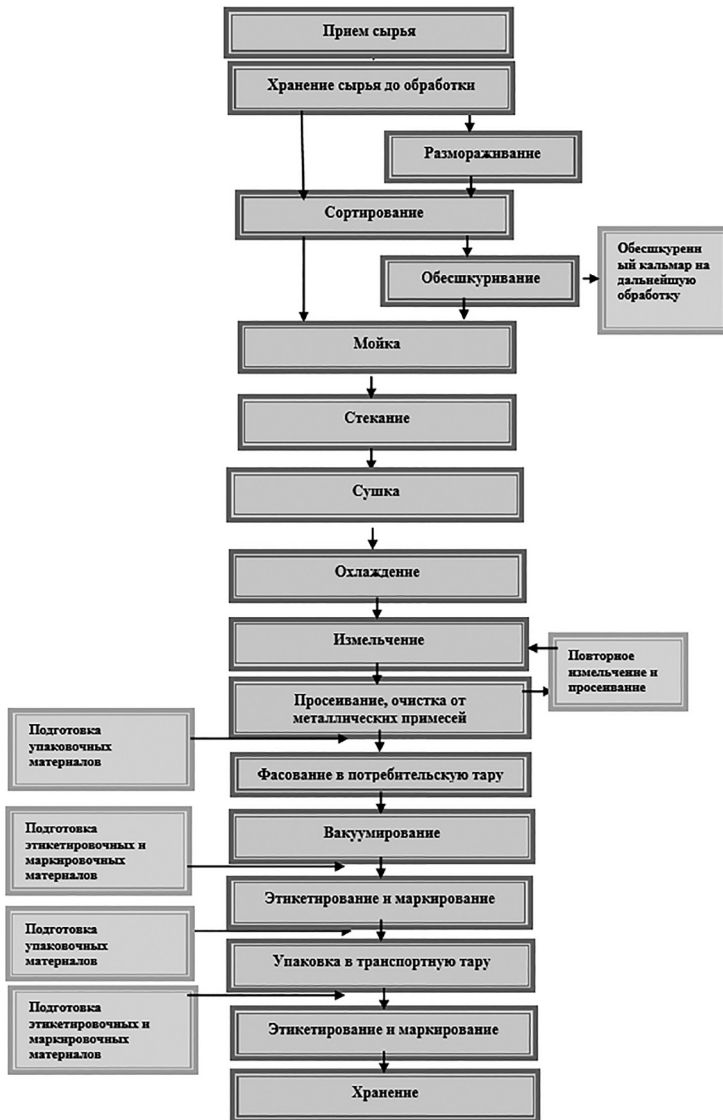 Прием сырья
Хранение сырья до обработки
Размораживание
Сортирование
Обесшкуренн
ый кальмар на
дальнейшую
обработку
Обесшкуривание
Мойка
Стекание
Сушка
Охлаждение
Измельчение
Повторное
измельчение и
просеивание
Просеивание, очистка от
металлических примесей
Подготовка
упаковочных
материалов
Фасование в потребительскую тару
Подготовка
этикетировочных и
маркировочных
материалов
Вакуумирование
Этикетирование и маркирование
Подготовка
упаковочных
материалов
Упаковка в транспортную тару
Подготовка
этикетировочных и
маркировочных
материалов
Этикетирование и маркирование
Хранение